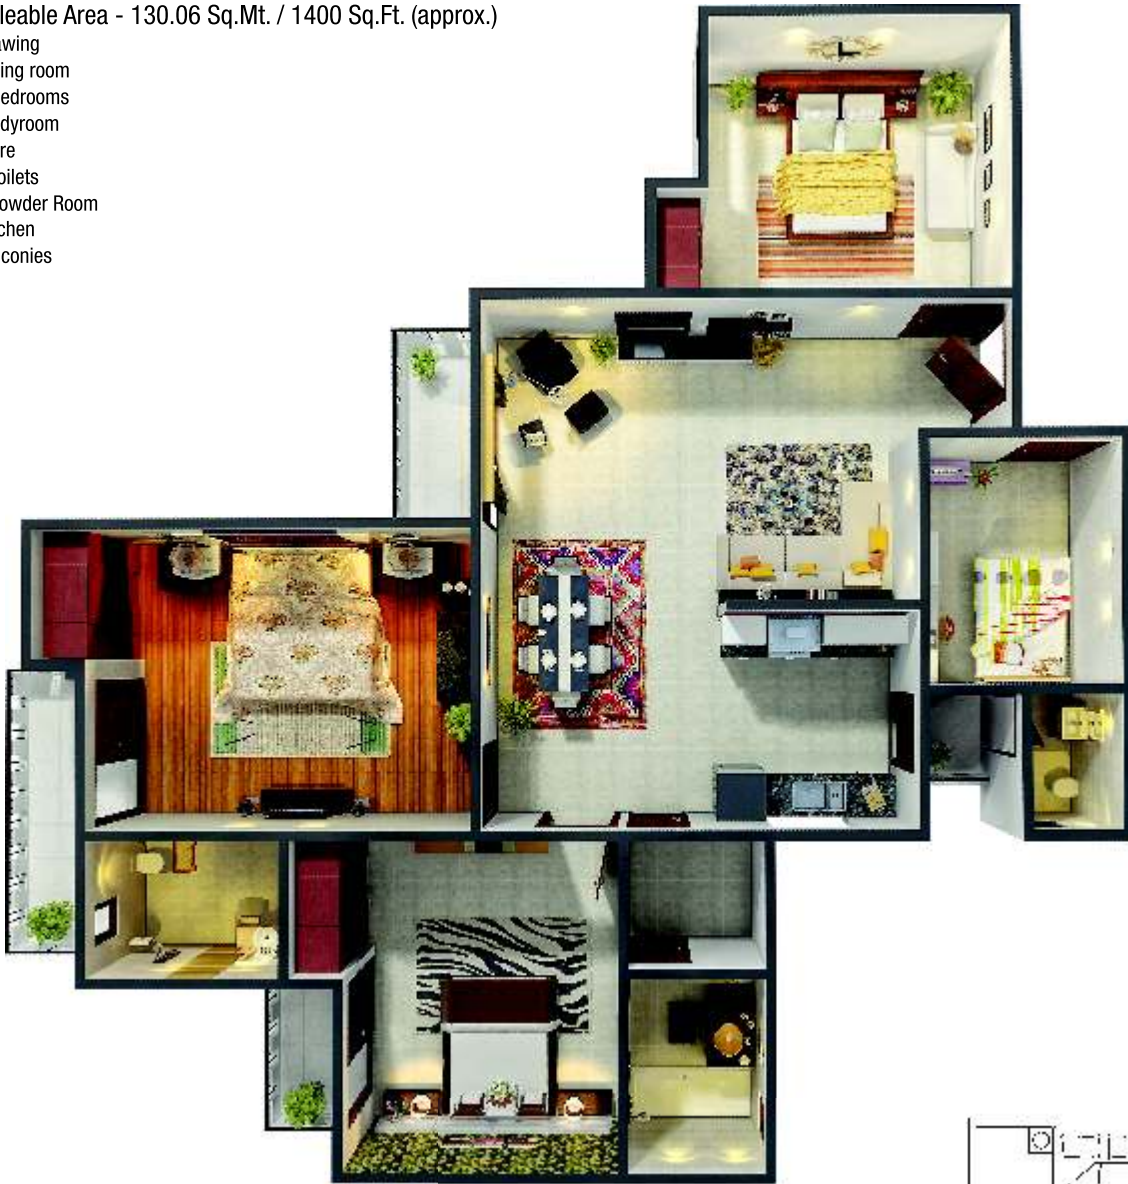 leable Area - 130.06 Sq.Mt. / 1400 Sq.Ft. (approx.)
awing
ing room
edrooms
dyroom
re
oilets
owder Room
chen
conies